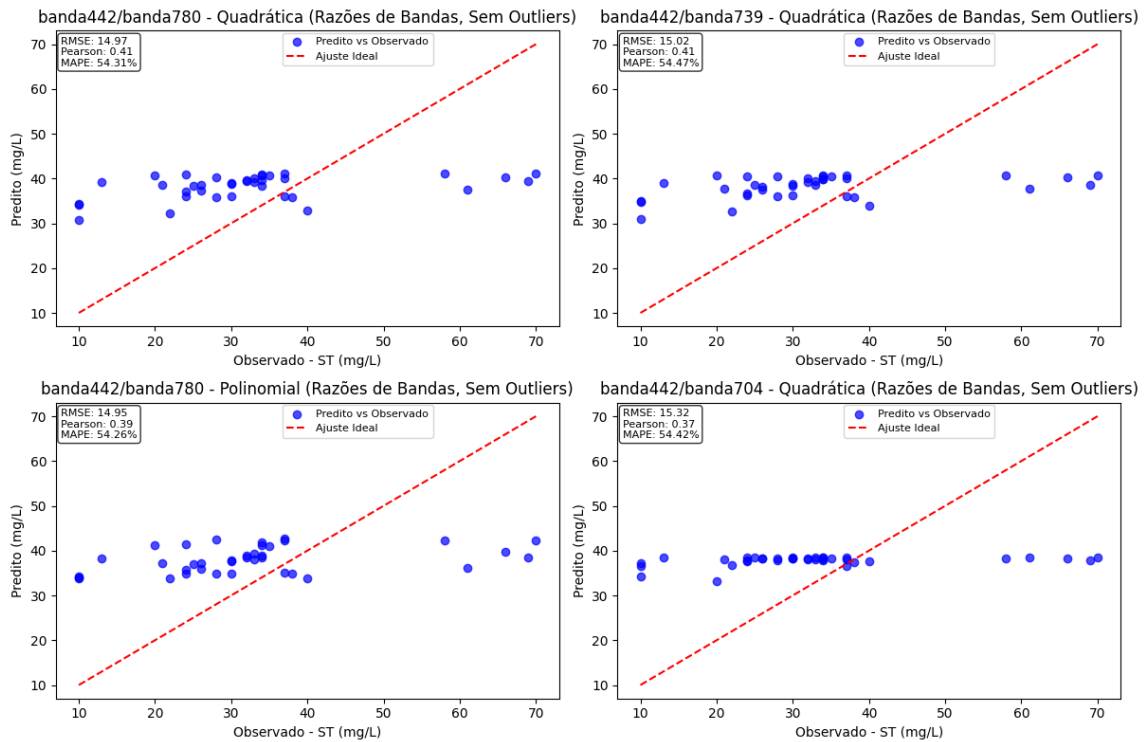 banda442/banda780 - Quadrática (Razões de Bandas, Sem Outliers)
RMSE: 14.97
Pearson: 0.41
MAPE: 54.31%
Predito vs Observado
Ajuste Ideal
70
60
50
40
30
20
10
Predito (mg/L)
10 20 30 40 50 60 70
Observado - ST (mg/L)
banda442/banda739 - Quadrática (Razões de Bandas, Sem Outliers)
RMSE: 15.02
Pearson: 0.41
MAPE: 54.47%
Predito vs Observado
Ajuste Ideal
70
60
50
40
30
20
10
Predito (mg/L)
10 20 30 40 50 60 70
Observado - ST (mg/L)
banda442/banda780 - Polinomial (Razões de Bandas, Sem Outliers)
RMSE: 14.95
Pearson: 0.39
MAPE: 54.26%
Predito vs Observado
Ajuste Ideal
70
60
50
40
30
20
10
Predito (mg/L)
10 20 30 40 50 60 70
Observado - ST (mg/L)
banda442/banda704 - Quadrática (Razões de Bandas, Sem Outliers)
RMSE: 15.32
Pearson: 0.37
MAPE: 54.42%
Predito vs Observado
Ajuste Ideal
70
60
50
40
30
20
10
Predito (mg/L)
10 20 30 40 50 60 70
Observado - ST (mg/L)